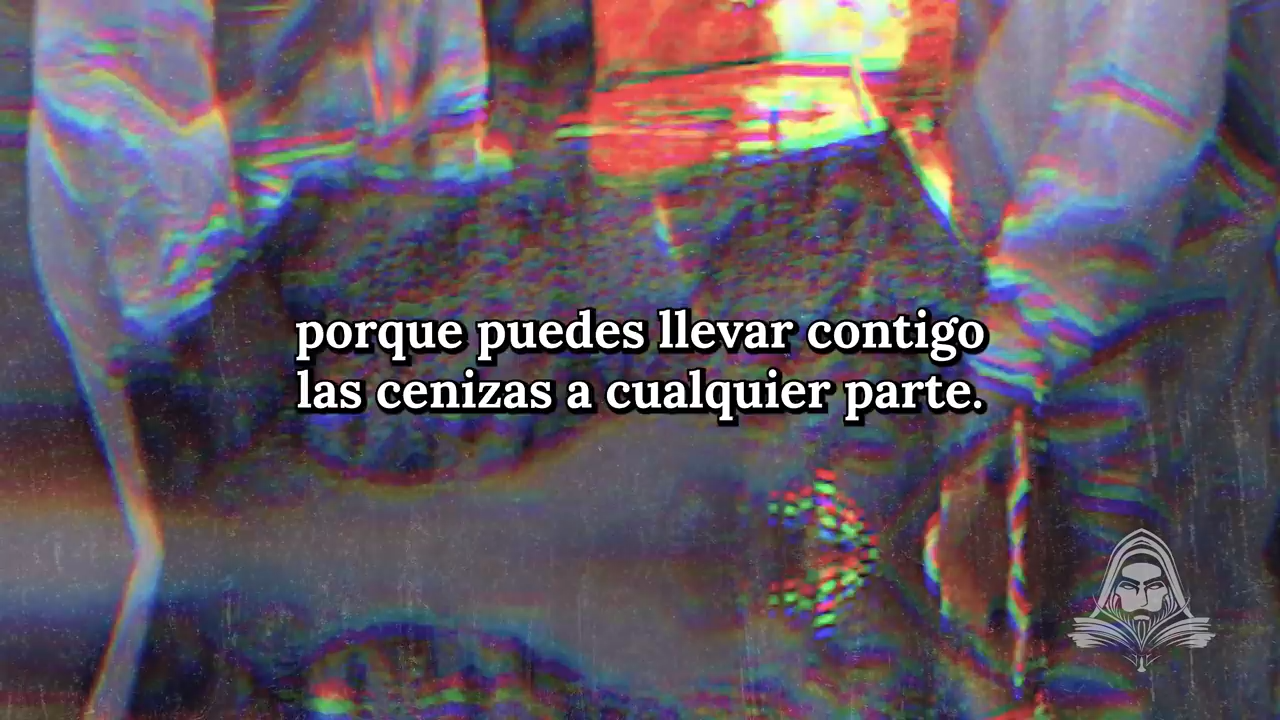 porque puedes llevar contigo
las cenizas a cualquier parte.